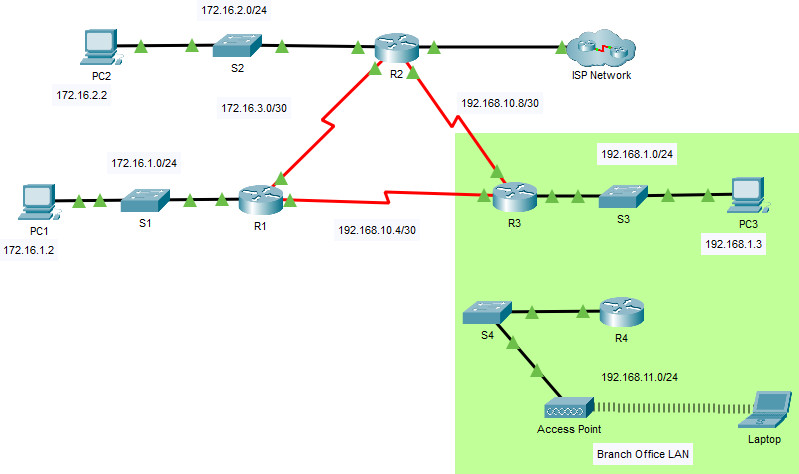 172.16.2.0/24
PC2
S2
R2
ISP Network
172.16.2.2
172.16.3.0/30
192.168.10.8/30
172.16.1.0/24
192.168.1.0/24
PC1
S1
R1
R3
S3
PC3
172.16.1.2
192.168.10.4/30
192.168.1.3
S4
R4
192.168.11.0/24
Access Point
Laptop
Branch Office LAN